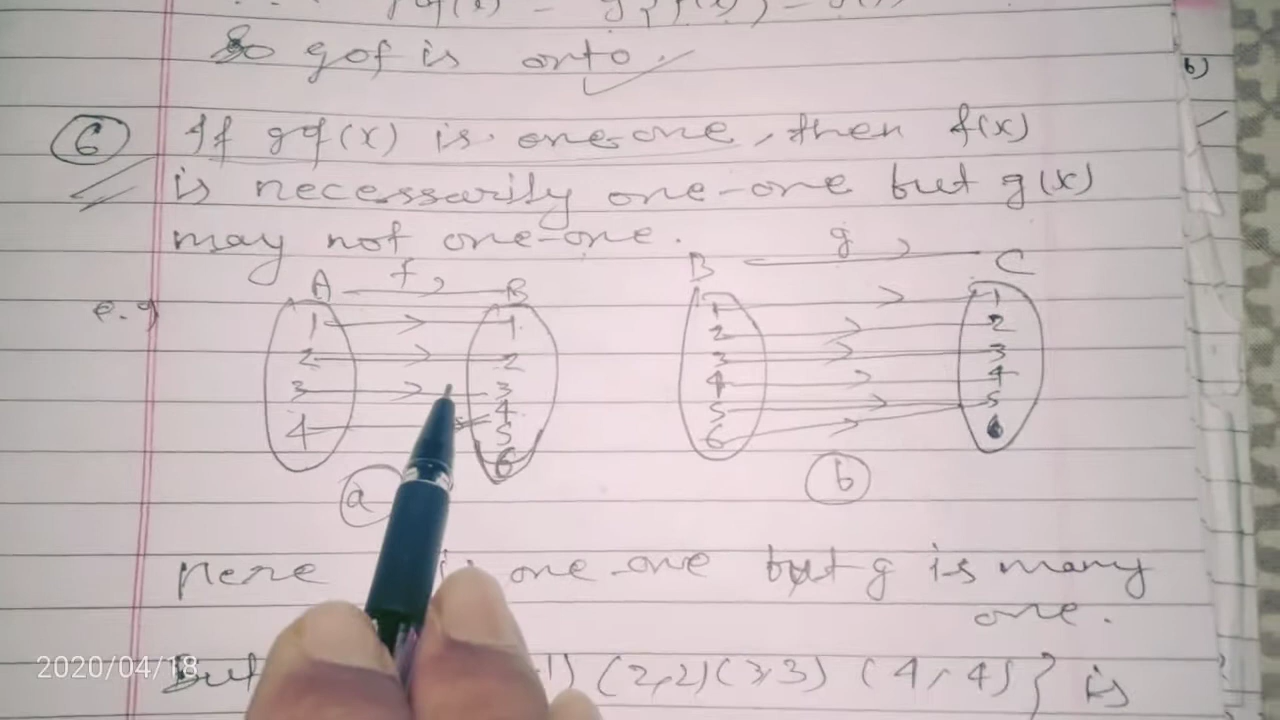 So gof is onto.
b)
6 If gof(x) is one-one, then f(x)
is necessarily one-one but g(x)
may not one-one.
e.g A f B B g C
1 1 1 1
2 2 2 2
3 3 3 3
4 4 4 4
5 5 5
6 6 6
a b
Here is one-one but g is many
one.
But 1) (2,2) (3,3) (4,4)} is
2020/04/18